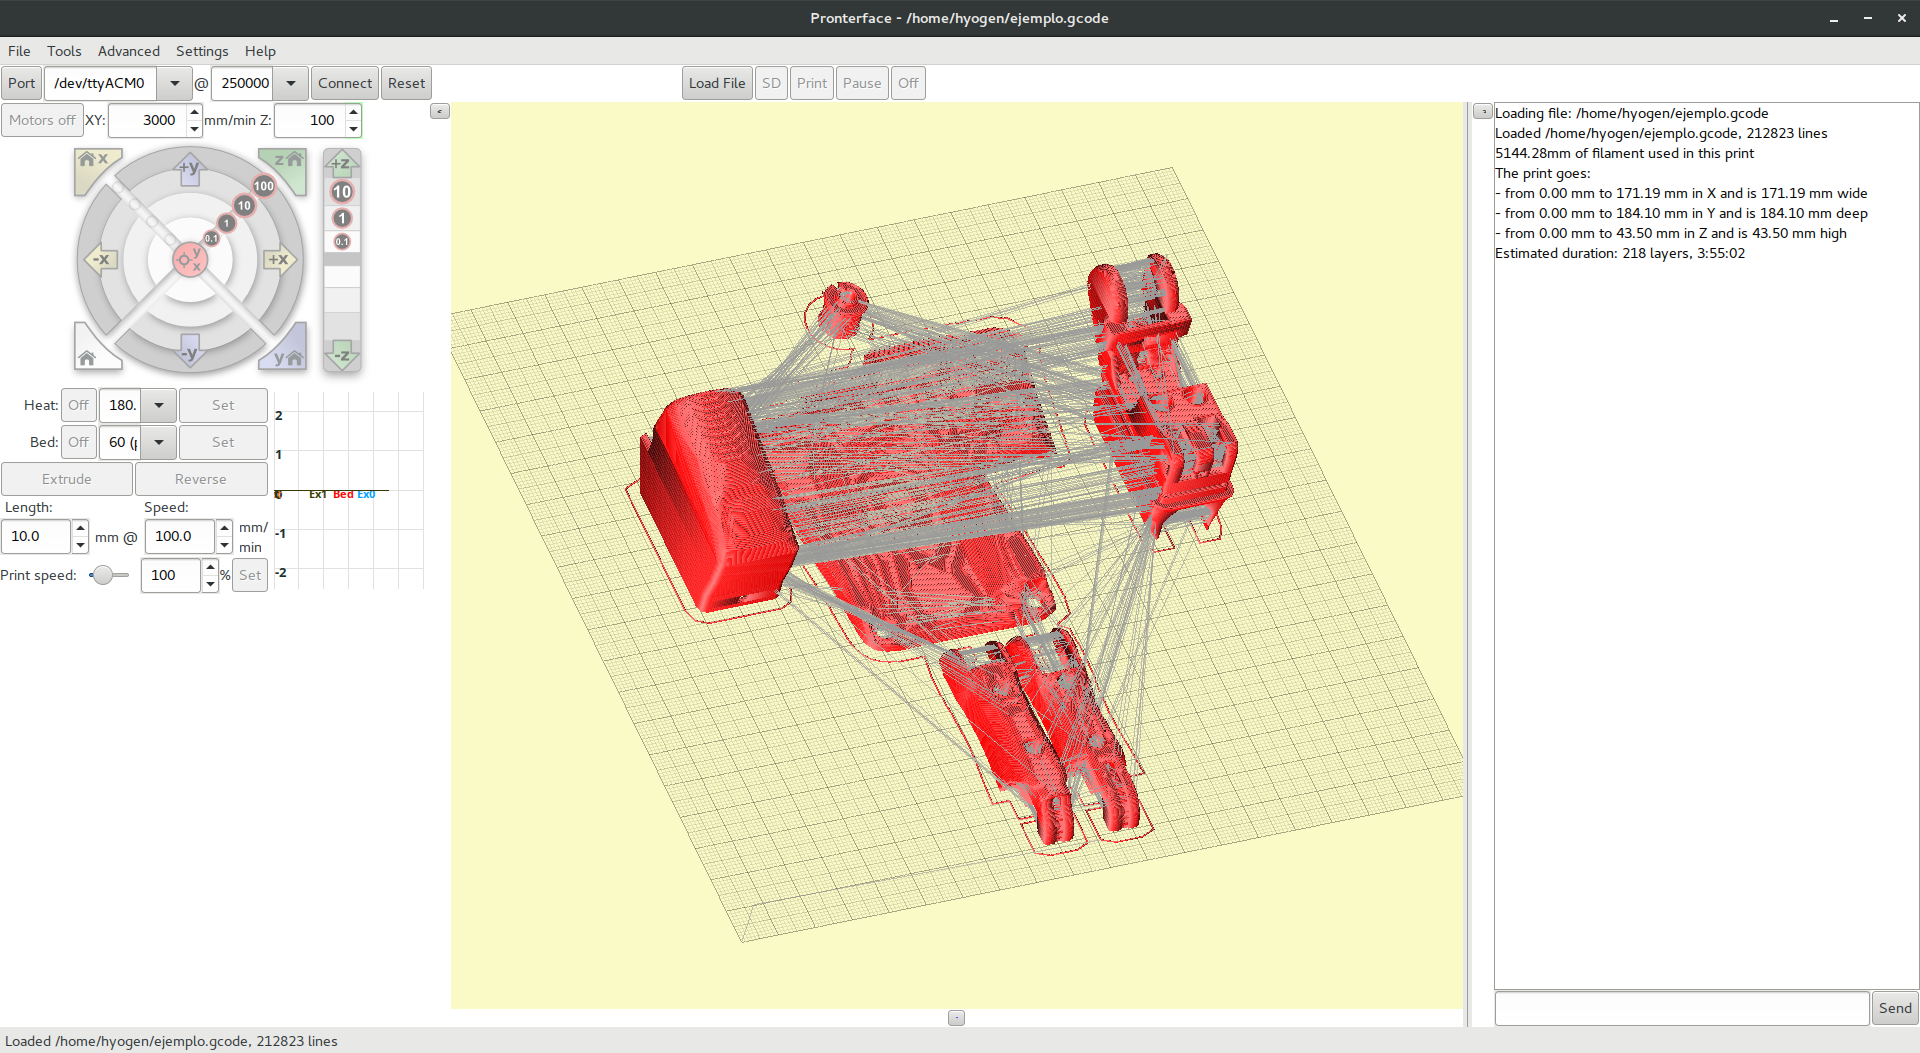 Pronterface - /home/hyogen/ejemplo.gcode
File Tools Advanced Settings Help
Port /dev/ttyACM0 @ 250000 Connect Reset Load File SD Print Pause Off
Motors off XY: 3000 mm/min Z: 100
x +y z +z
100 10
10 1
1 0.1
0.1
-x y x +x
-y y -z
Heat: Off 180. Set
Bed: Off 60 ( Set
Extrude Reverse
Length: Speed:
10.0 mm @ 100.0 mm/
min
Print speed: 100 % Set
2
1
Ex1 Bed Ex0
-1
-2
Loading file: /home/hyogen/ejemplo.gcode
Loaded /home/hyogen/ejemplo.gcode, 212823 lines
5144.28mm of filament used in this print
The print goes:
- from 0.00 mm to 171.19 mm in X and is 171.19 mm wide
- from 0.00 mm to 184.10 mm in Y and is 184.10 mm deep
- from 0.00 mm to 43.50 mm in Z and is 43.50 mm high
Estimated duration: 218 layers, 3:55:02
Send
Loaded /home/hyogen/ejemplo.gcode, 212823 lines